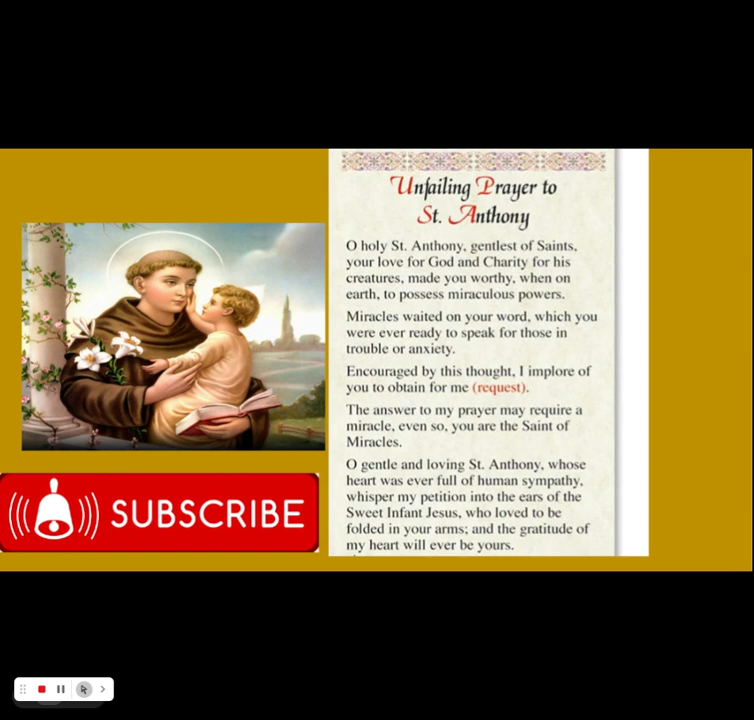 Unfailing Prayer to
St. Anthony
O holy St. Anthony, gentlest of Saints,
your love for God and Charity for his
creatures, made you worthy, when on
earth, to possess miraculous powers.
Miracles waited on your word, which you
were ever ready to speak for those in
trouble or anxiety.
Encouraged by this thought, I implore of
you to obtain for me (request).
The answer to my prayer may require a
miracle, even so, you are the Saint of
Miracles.
O gentle and loving St. Anthony, whose
heart was ever full of human sympathy,
whisper my petition into the ears of the
Sweet Infant Jesus, who loved to be
folded in your arms; and the gratitude of
my heart will ever be yours.
SUBSCRIBE